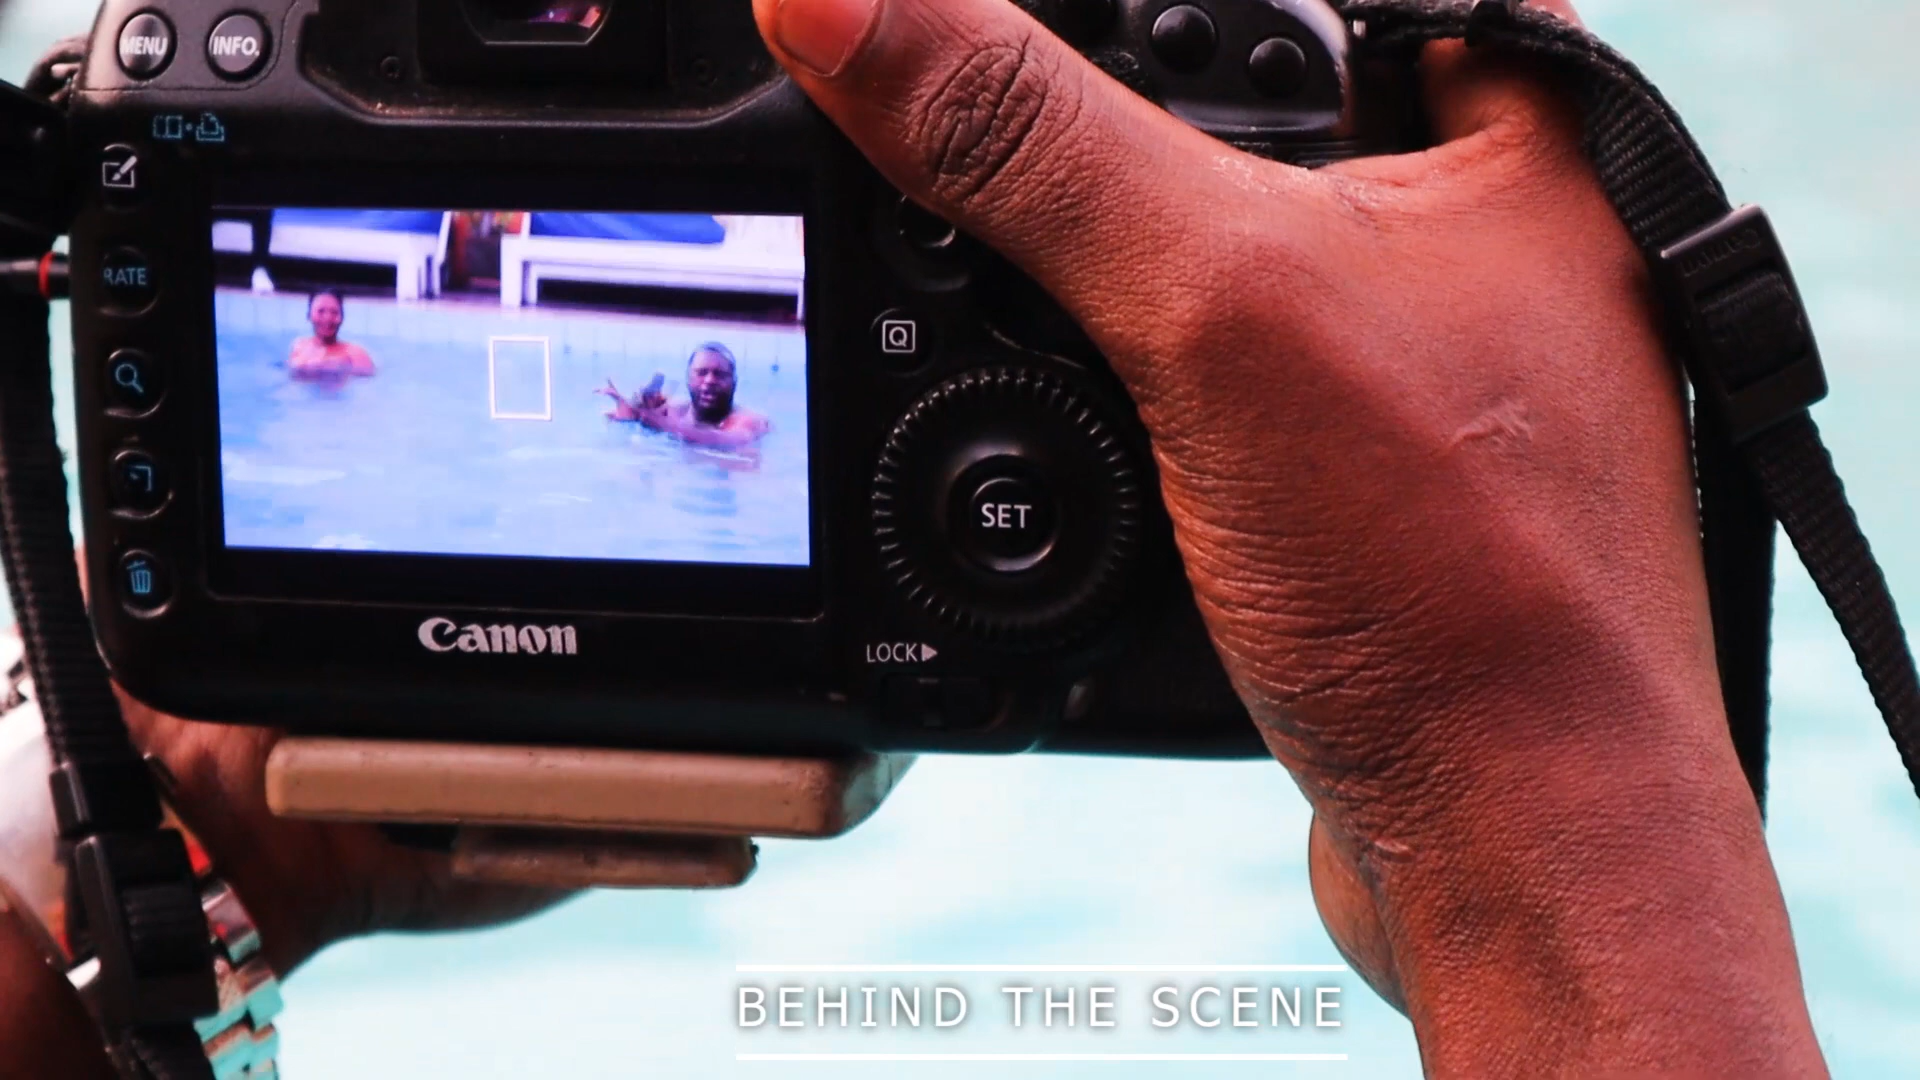 MENU
INFO.
RATE
Q
SET
Canon
LOCK
BEHIND THE SCENE